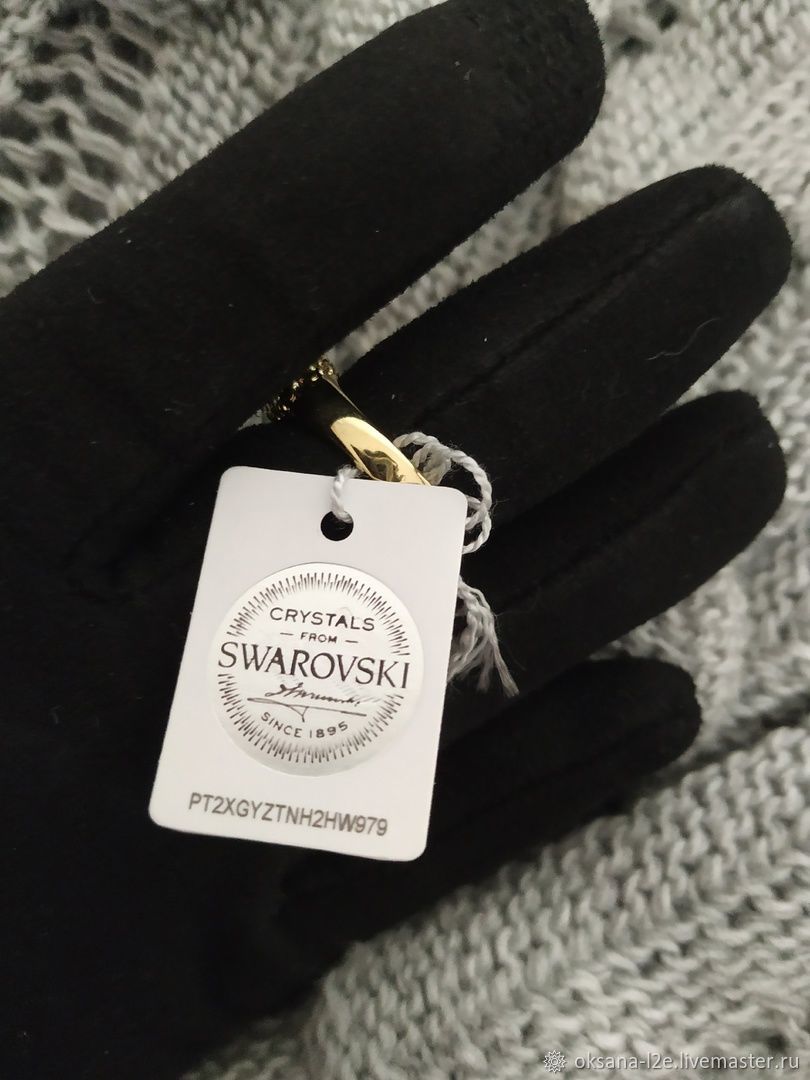 CRYSTALS
— FROM —
SWAROVSKI
SINCE 1895
PT2XGYZTNH2HW979
oksana-l2e.livemaster.ru